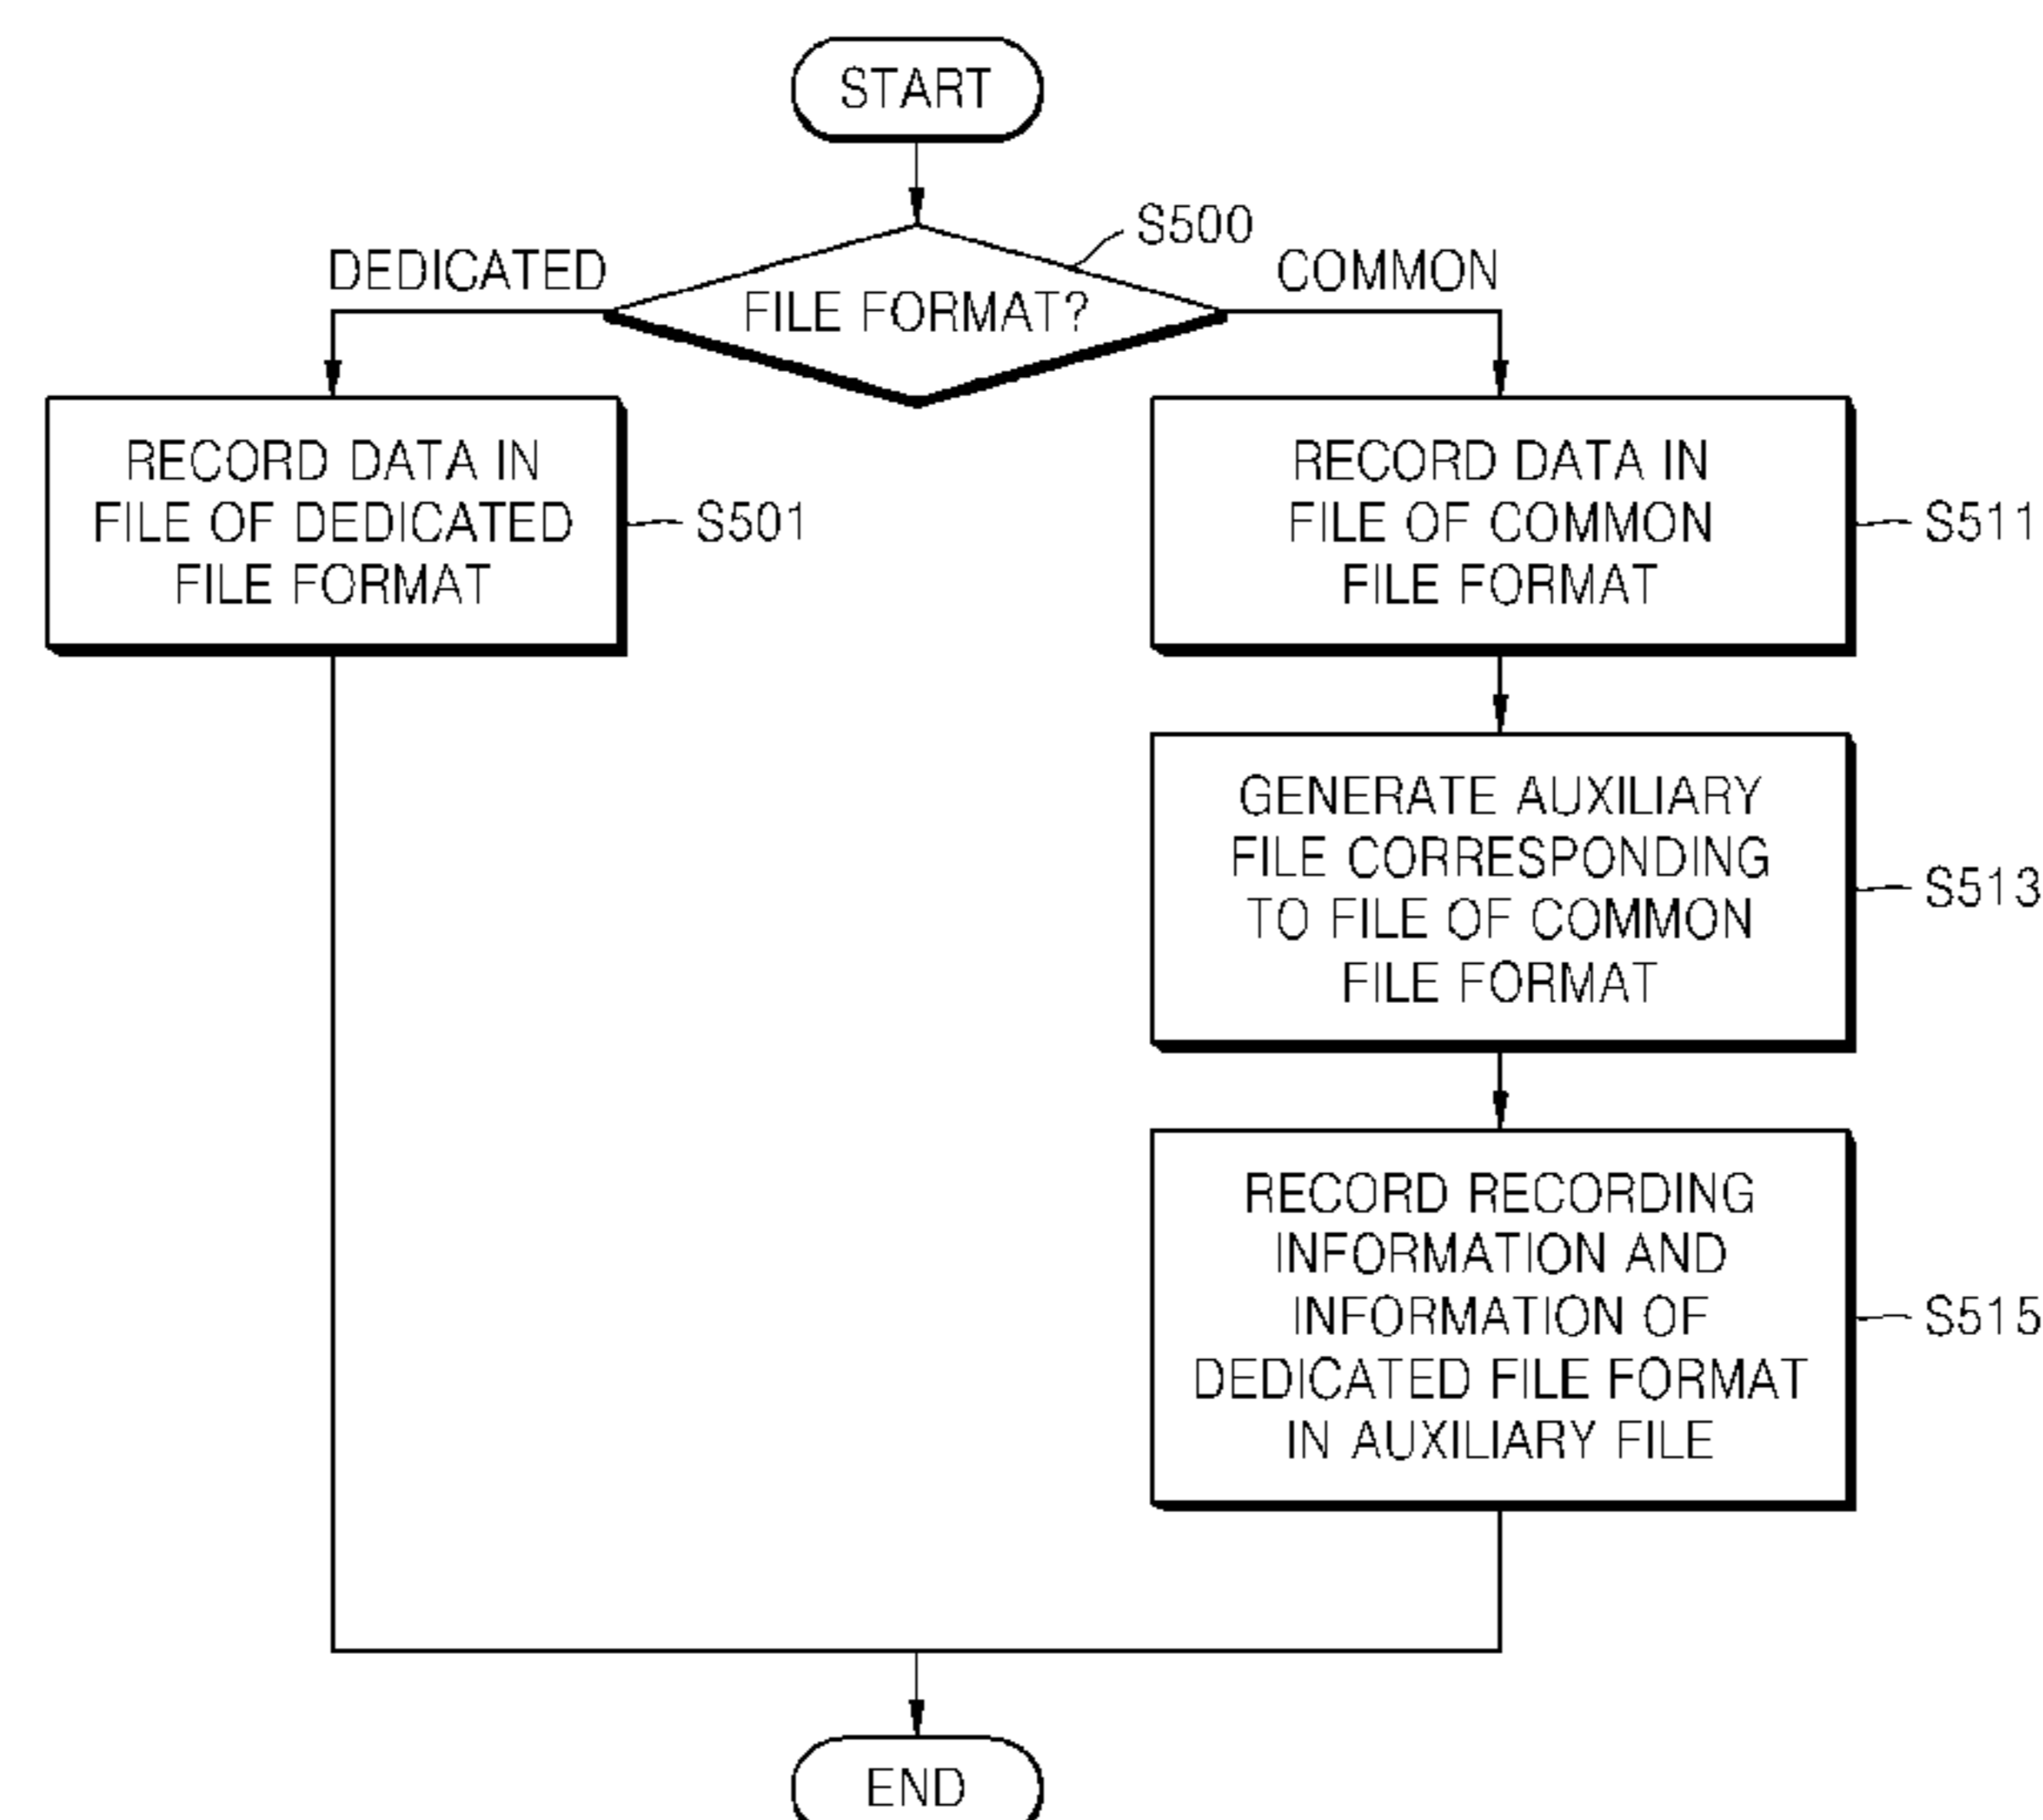 START
S500
DEDICATED
FILE FORMAT?
COMMON
RECORD DATA IN
FILE OF DEDICATED
FILE FORMAT
S501
RECORD DATA IN
FILE OF COMMON
FILE FORMAT
S511
GENERATE AUXILIARY
FILE CORRESPONDING
TO FILE OF COMMON
FILE FORMAT
S513
RECORD RECORDING
INFORMATION AND
INFORMATION OF
DEDICATED FILE FORMAT
IN AUXILIARY FILE
S515
END